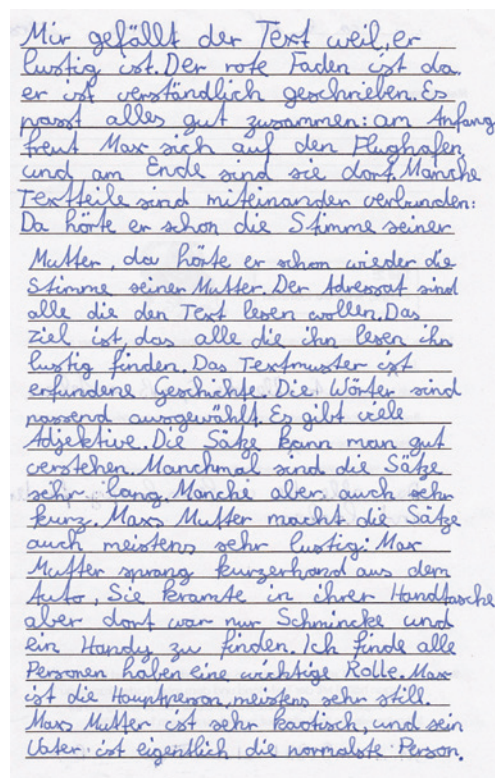 Mir gefällt der Text weil, er
lustig ist. Der rote Faden ist da.
er ist verständlich geschrieben. Es
passt alles gut zusammen: am Anfang
freut Max sich auf den Flughafen
und am Ende sind sie dort. Manche
Textteile sind miteinander verbunden:
Da hörte er schon die Stimme seiner
Mutter, da hörte er schon wieder die
Stimme seiner Mutter. Der Adressat sind
alle die den Text lesen wollen. Das
Ziel ist, das alle die ihn lesen ihn
lustig finden. Das Textmuster ist
erfundene Geschichte. Die Wörter sind
passend ausgewählt. Es gibt viele
Adjektive. Die Sätze kann man gut
verstehen. Manchmal sind die Sätze
sehr lang. Manche aber auch sehr
kurz. Maxs Mutter macht die Sätze
auch meistens sehr lustig: Max
Mutter sprang kurzerhand aus dem
Auto, Sie kramte in ihrer Handtasche
aber dort war nur Schmincke und
ein Handy zu finden. Ich finde alle
Personen haben eine wichtige Rolle. Max
ist die Hauptperson, meistens sehr still.
Maxs Mutter ist sehr kaotisch, und sein
Vater ist eigentlich die normalste Person.